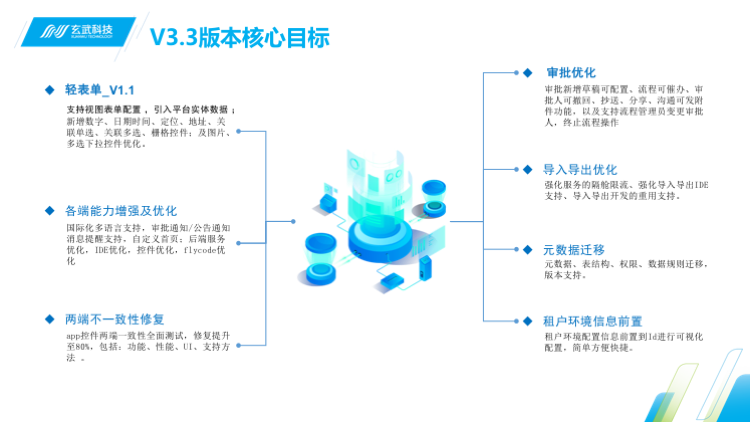 玄武科技
XUANWU TECHNOLOGY
V3.3版本核心目标
轻表单_V1.1
支持视图表单配置 ，引入平台实体数据 ；
新增数字、日期时间、定位、地址、关
联单选、关联多选、栅格控件；及图片、
多选下拉控件优化。
各端能力增强及优化
国际化多语言支持，审批通知/公告通知
消息提醒支持，自定义首页；后端服务
优化，IDE优化，控件优化，flycode优
化
两端不一致性修复
app控件两端一致性全面测试，修复提升
至80%，包括：功能、性能、UI、支持方
法 。
审批优化
审批新增草稿可配置、流程可催办、审
批人可撤回、抄送、分享、沟通可发附
件功能，以及支持流程管理员变更审批
人，终止流程操作
导入导出优化
强化服务的隔舱限流、强化导入导出IDE
支持、导入导出开发的重用支持。
元数据迁移
元数据、表结构、权限、数据规则迁移，
版本支持。
租户环境信息前置
租户环境配置信息前置到Id进行可视化
配置，简单方便快捷。